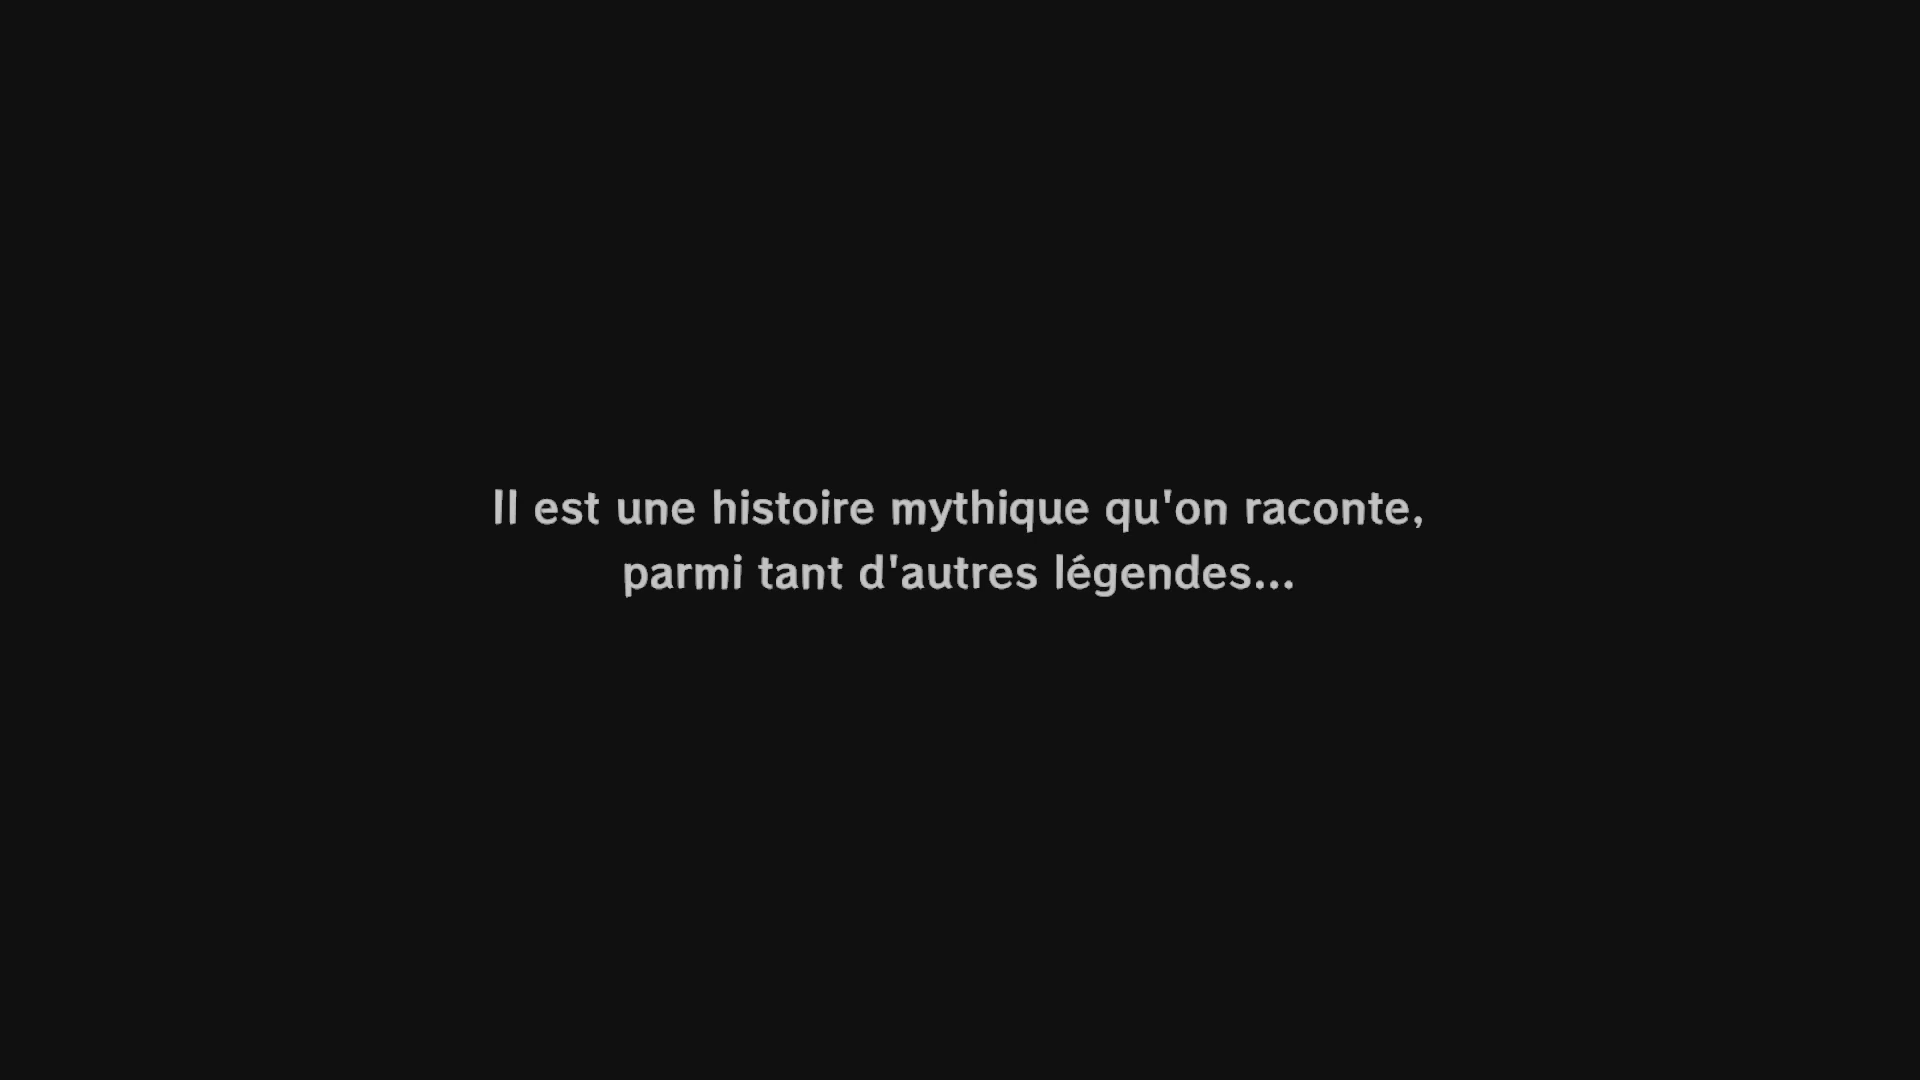 Il est une histoire mythique qu'on raconte,
parmi tant d'autres légendes...